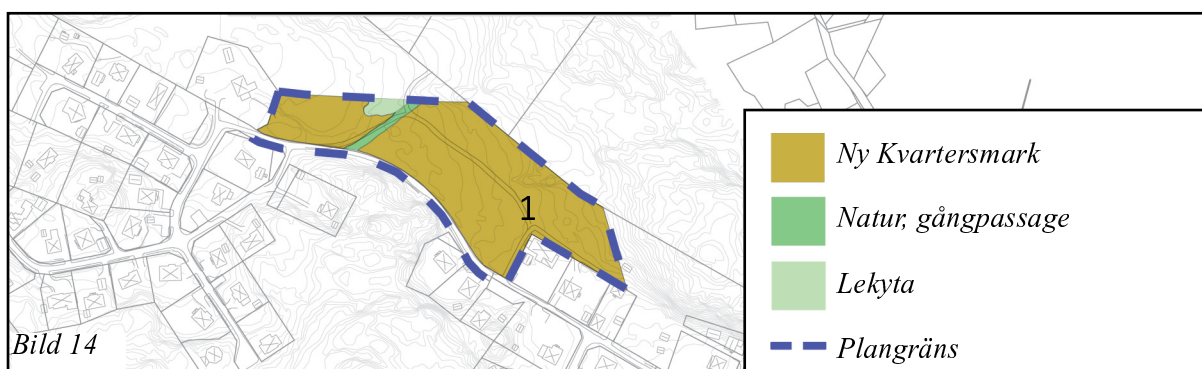 1
Bild 14
Ny Kvartersmark
Natur, gångpassage
Lekyta
Plangräns